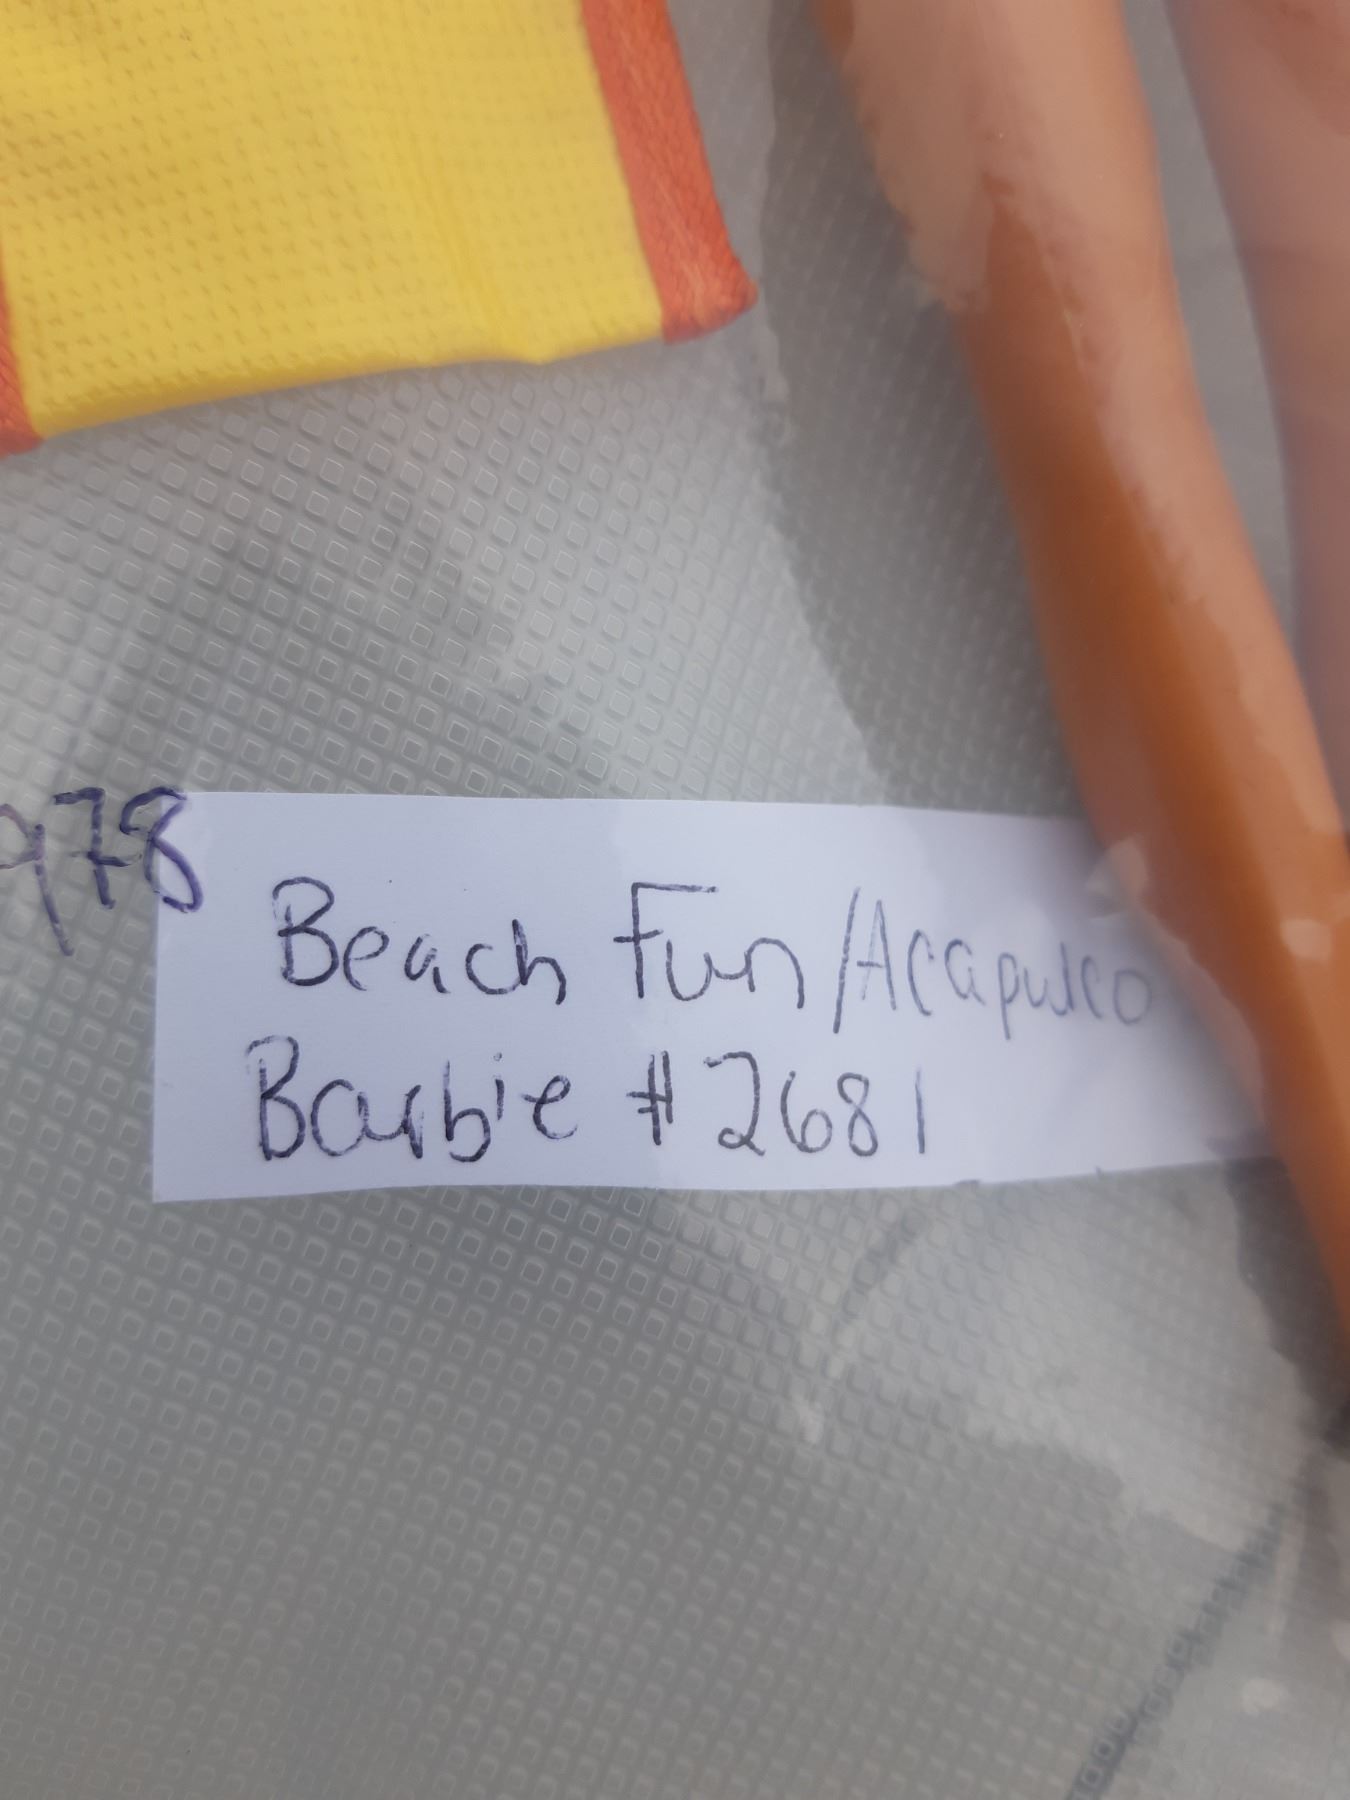 978
Beach Fun/Acapulco
Barbie #2681